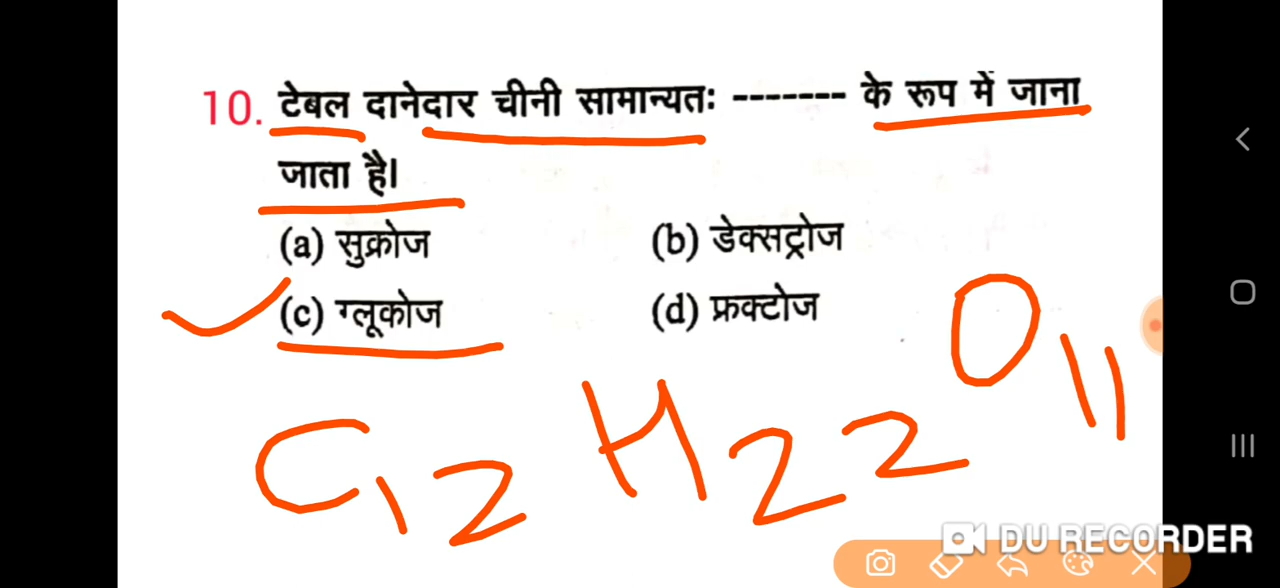 10. टेबल दानेदार चीनी सामान्यतः ------- के रूप में जाना
जाता है।
(a) सुक्रोज (b) डेक्सट्रोज
(c) ग्लूकोज (d) फ्रक्टोज
C12 H22 O11
DU RECORDER